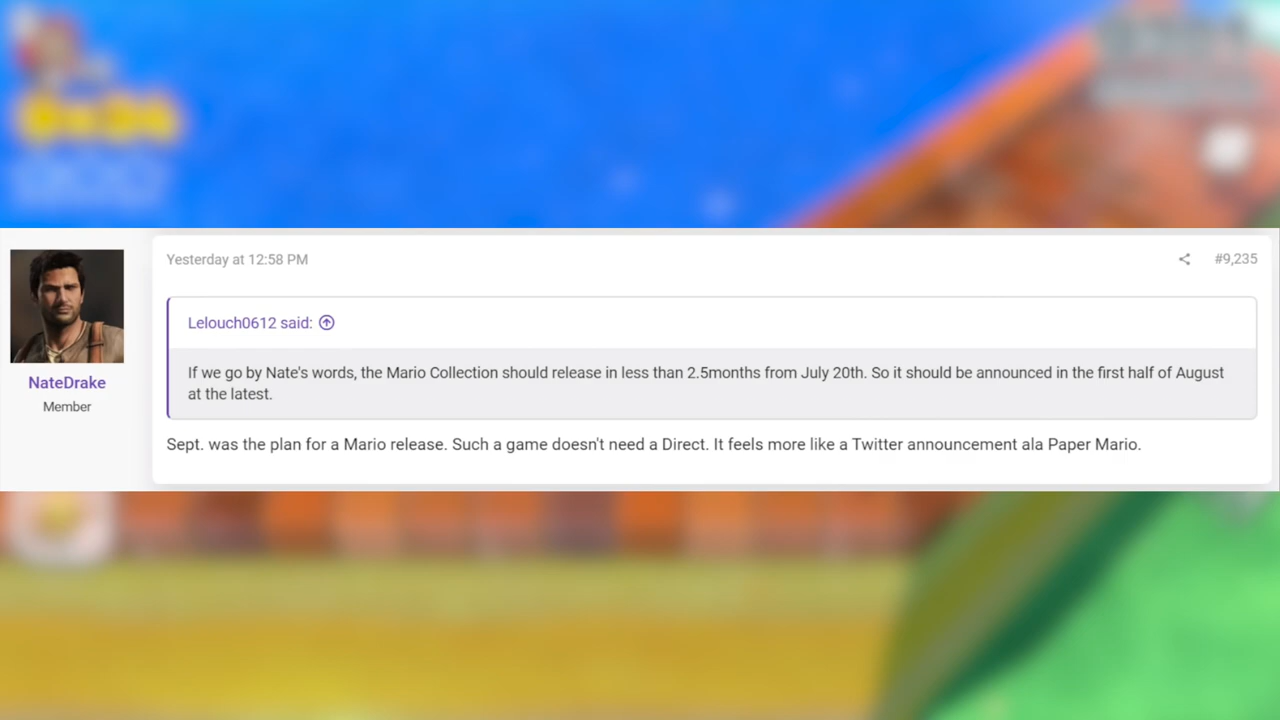 Yesterday at 12:58 PM
#9,235
Lelouch0612 said:
If we go by Nate's words, the Mario Collection should release in less than 2.5months from July 20th. So it should be announced in the first half of August
at the latest.
NateDrake
Member
Sept. was the plan for a Mario release. Such a game doesn't need a Direct. It feels more like a Twitter announcement ala Paper Mario.